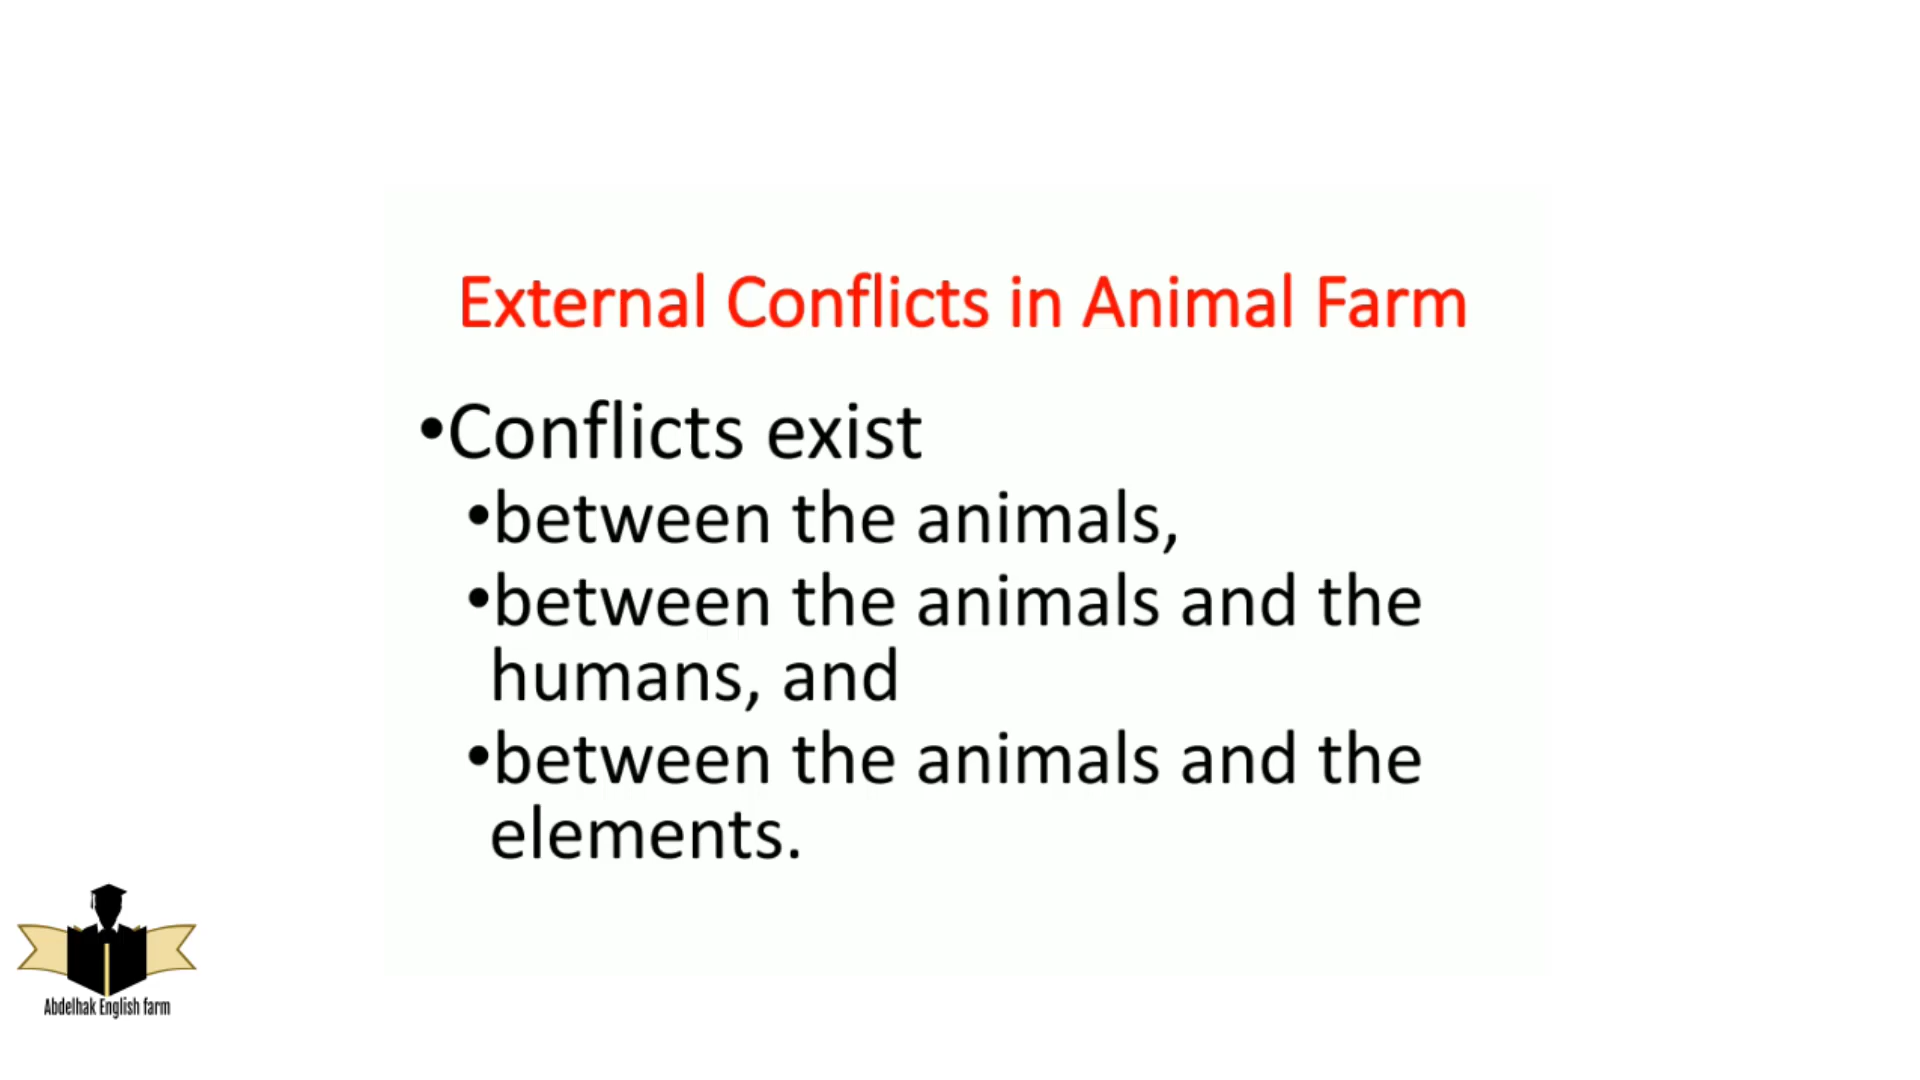 External Conflicts in Animal Farm
•Conflicts exist
•between the animals,
•between the animals and the
humans, and
•between the animals and the
elements.
Abdelhak English farm